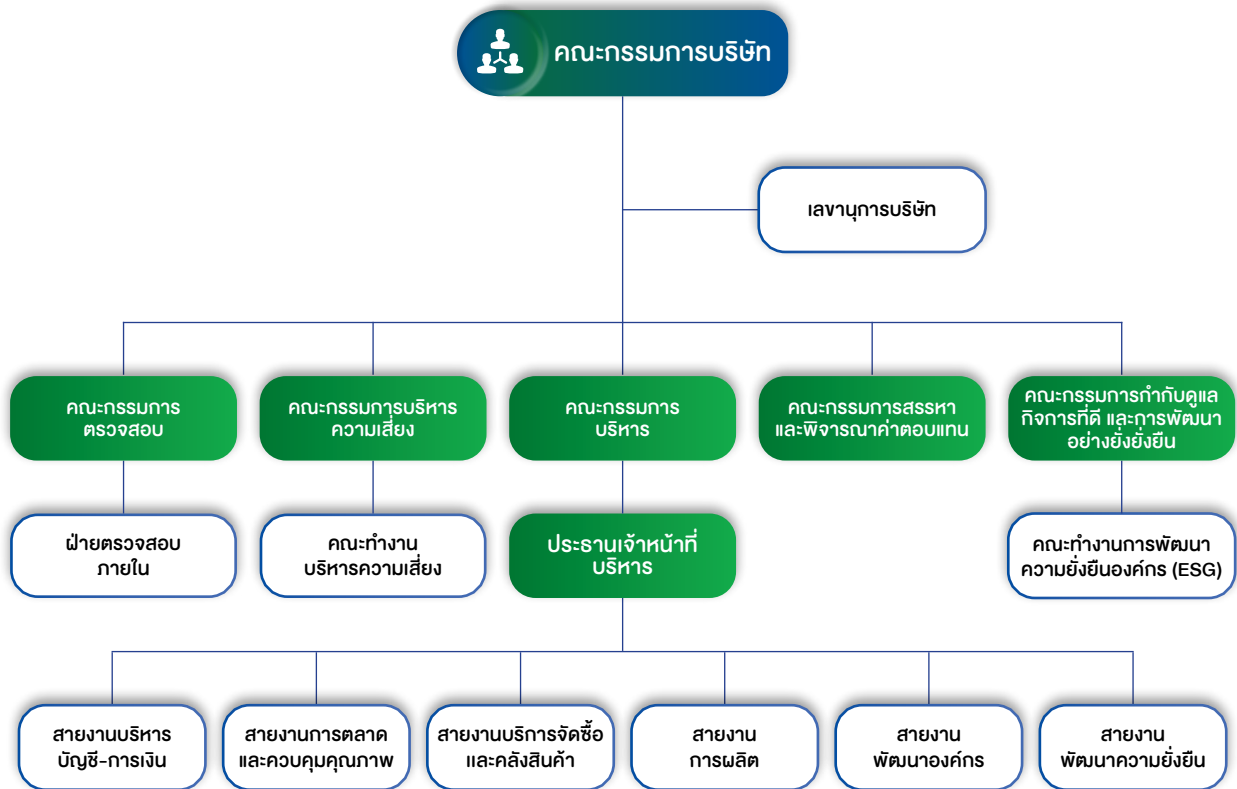 คณะกรรมการบริษัท
เลขานุการบริษัท
คณะกรรมการ
ตรวจสอบ
คณะกรรมการบริหาร
ความเสี่ยง
คณะกรรมการ
บริหาร
คณะกรรมการสรรหา
และพิจารณาค่าตอบแทน
คณะกรรมการกำกับดูแล
กิจการที่ดี และการพัฒนา
อย่างยั่งยั่งยืน
ฝ่ายตรวจสอบ
ภายใน
คณะทำงาน
บริหารความเสี่ยง
ประธานเจ้าหน้าที่
บริหาร
คณะทำงานการพัฒนา
ความยั่งยืนองค์กร (ESG)
สายงานบริหาร
บัญชี-การเงิน
สายงานการตลาด
และควบคุมคุณภาพ
สายงานบริการจัดซื้อ
และคลังสินค้า
สายงาน
การผลิต
สายงาน
พัฒนาองค์กร
สายงาน
พัฒนาความยั่งยืน